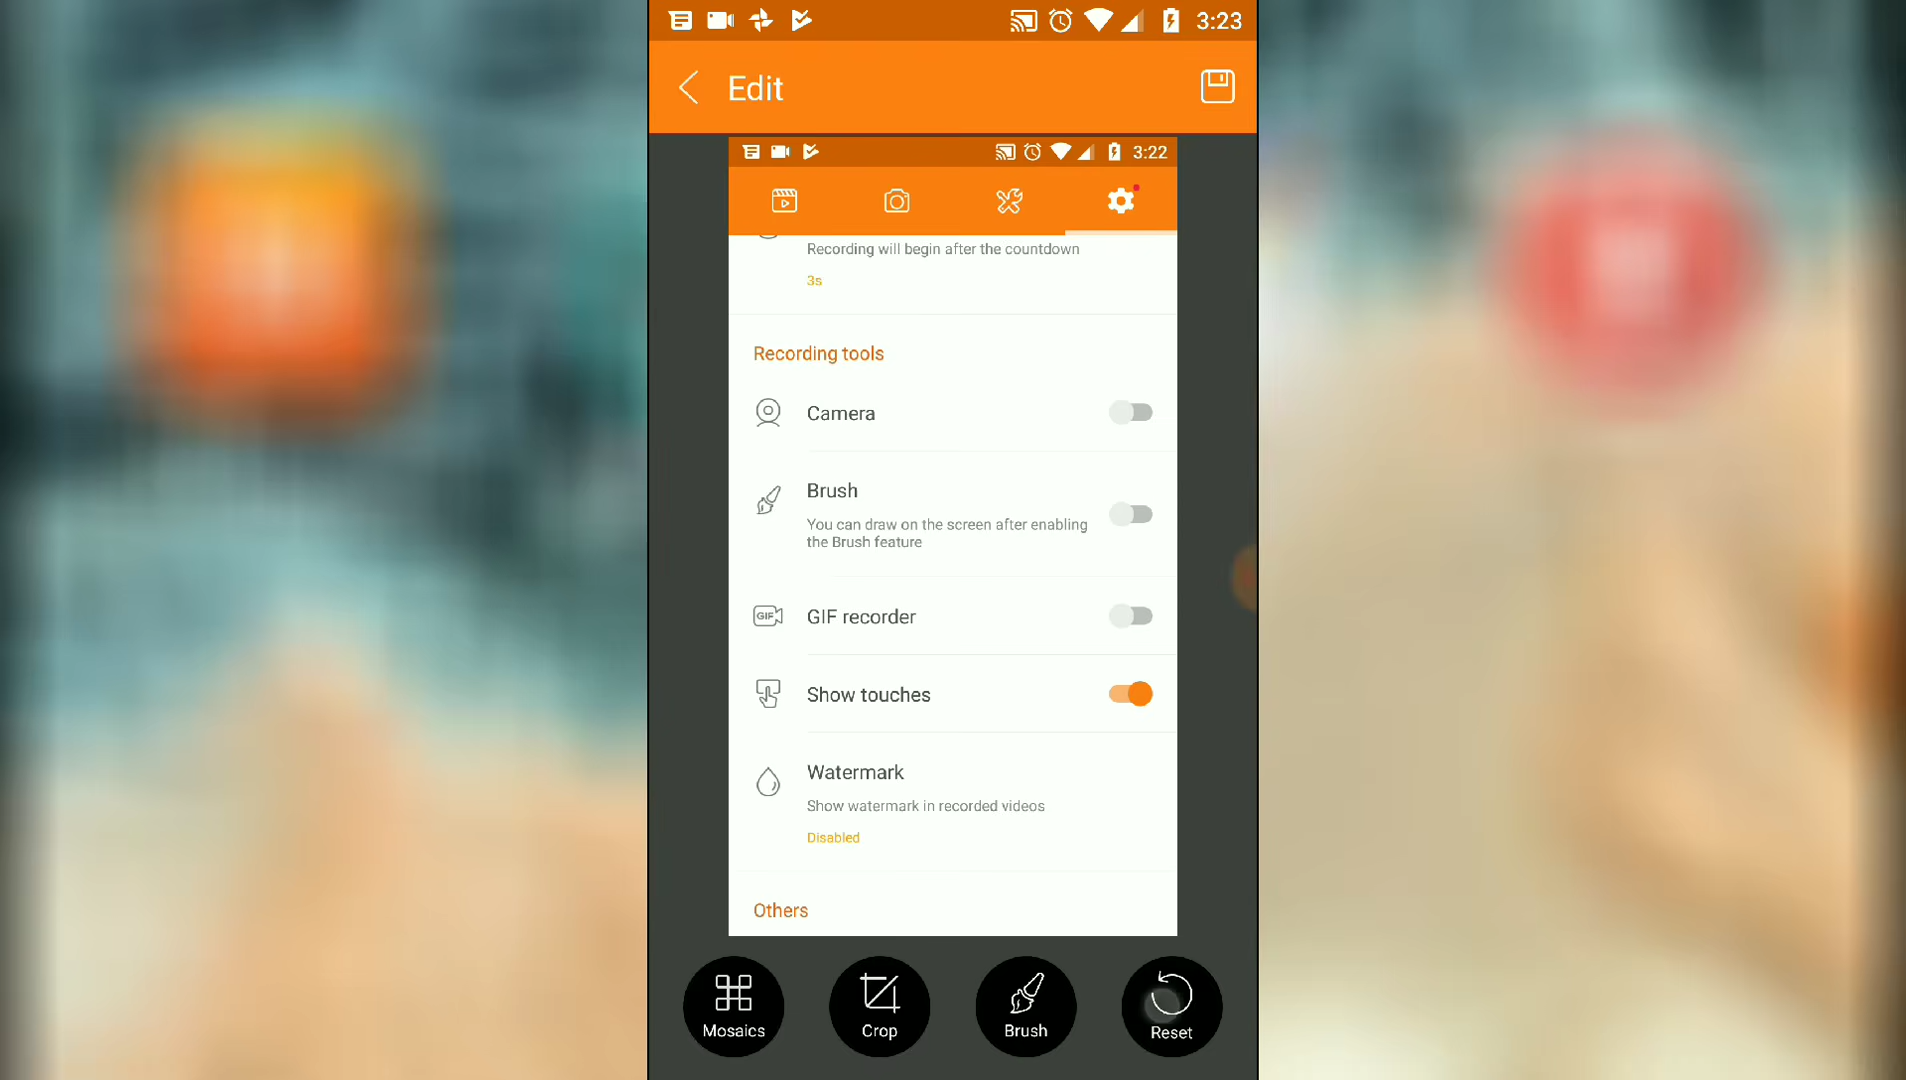 3:23
Edit
3:22
Recording will begin after the countdown
3s
Recording tools
Camera
Brush
You can draw on the screen after enabling
the Brush feature
GIF
GIF recorder
Show touches
Watermark
Show watermark in recorded videos
Disabled
Others
Mosaics
Crop
Brush
Reset